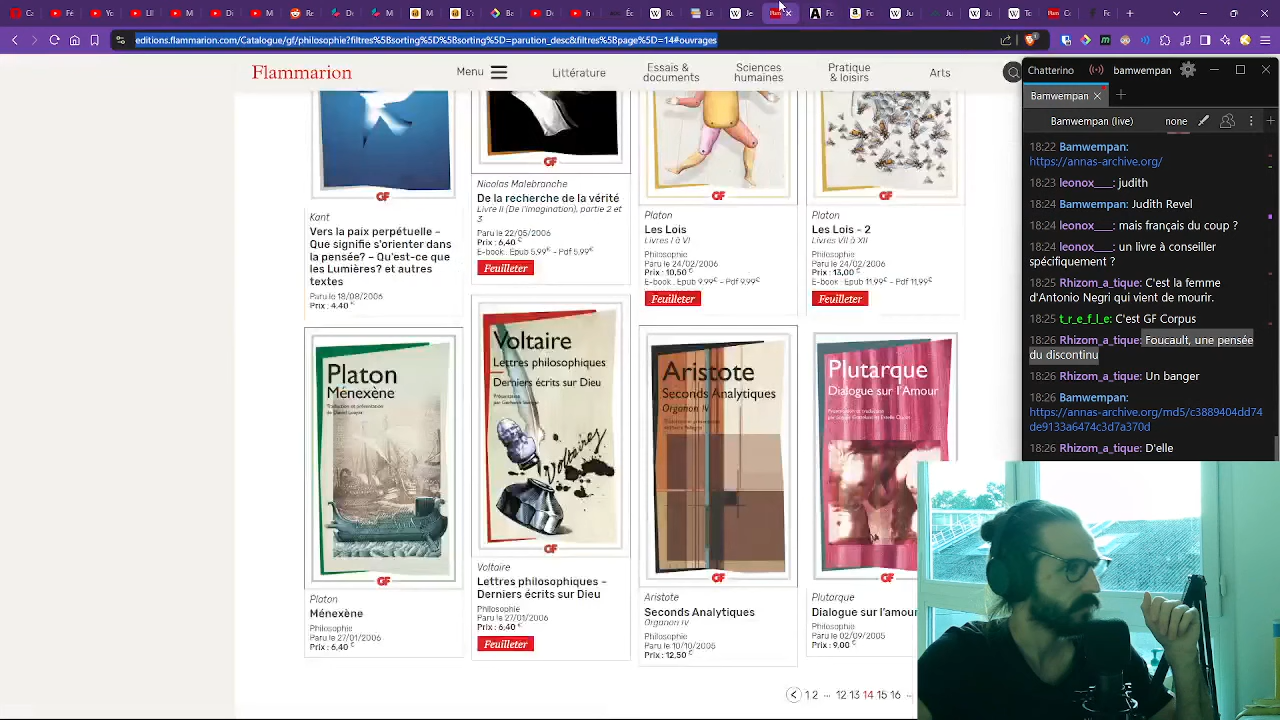 editions.flammarion.com/Catalogue/gf/philosophie?filtres%5Bsorting%5D%5Bsorting%5D=parution_desc&filtres%5Bpage%5D=14#ouvrages
Flammarion
Menu
Littérature
Essais &
documents
Sciences
humaines
Pratique
& loisirs
Arts
GF
Kant
Vers la paix perpétuelle –
Que signifie s'orienter dans
la pensée? – Qu'est-ce que
les Lumières? et autres
textes
Paru le 18/08/2006
Prix : 4,40 €
GF
Nicolas Malebranche
De la recherche de la vérité
Livre II (De l'imagination), partie 2 et
3
Paru le 22/05/2006
Prix : 6,40 €
E-book . Epub 5,99€ - Pdf 5,99€
Feuilleter
GF
Platon
Les Lois
Livres I à VI
Philosophie
Paru le 24/02/2006
Prix : 10,50 €
E-book . Epub 9,99€ - Pdf 9,99€
Feuilleter
GF
Platon
Les Lois - 2
Livres VII à XII
Philosophie
Paru le 24/02/2006
Prix : 13,00 €
E-book . Epub 11,99€ - Pdf 11,99€
Feuilleter
Platon
Ménexène
Traduction et présentation
GF
Platon
Ménexène
Philosophie
Paru le 27/01/2006
Prix : 6,40 €
Voltaire
Lettres philosophiques
Derniers écrits sur Dieu
Présentation
Voltaire
GF
Voltaire
Lettres philosophiques –
Derniers écrits sur Dieu
Philosophie
Paru le 27/01/2006
Prix : 6,40 €
Feuilleter
Aristote
Seconds Analytiques
Organon IV
GF
Aristote
Seconds Analytiques
Organon IV
Philosophie
Paru le 10/10/2005
Prix : 12,50 €
Plutarque
Dialogue sur l'Amour
GF
Plutarque
Dialogue sur l'amour
Philosophie
Paru le 02/09/2005
Prix : 9,00 €
1 2 ... 12 13 14 15 16 ...
Chatterino
bamwempan
Bamwempan
Bamwempan (live)
none
18:22 Bamwempan:
https://annas-archive.org/
18:23 leonox___: judith
18:24 Bamwempan: Judith Revel
18:24 leonox___: mais français du coup ?
18:24 leonox___: un livre à conseiller
spécifiquement ?
18:25 Rhizom_a_tique: C'est la femme
d'Antonio Negri qui vient de mourir.
18:25 t_r_e_f_l_e: C'est GF Corpus
18:26 Rhizom_a_tique: Foucault, une pensée
du discontinu
18:26 Rhizom_a_tique: Un banger
18:26 Bamwempan:
https://annas-archive.org/md5/c3889404dd74
de9133a6474c3d7a370d
18:26 Rhizom_a_tique: D'elle